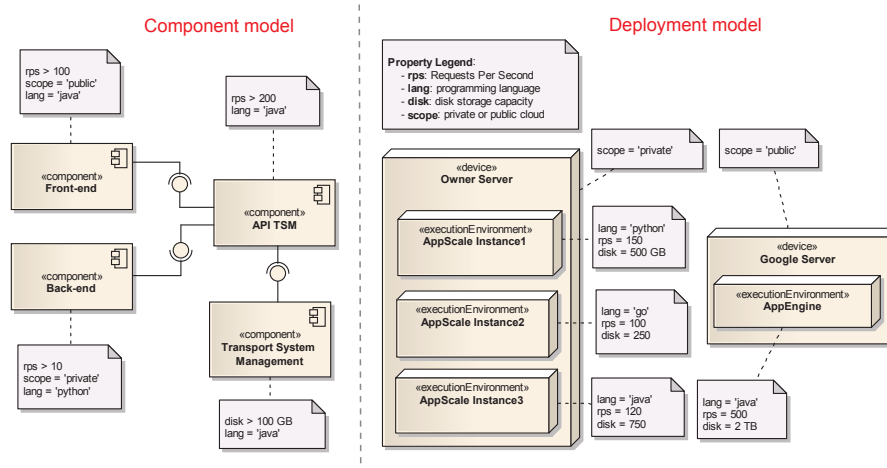 Component model
rps > 100
scope = 'public'
lang = 'java'
rps > 200
lang = 'java'
«component»
Front-end
«component»
API TSM
«component»
Back-end
«component»
Transport System
Management
rps > 10
scope = 'private'
lang = 'python'
disk > 100 GB
lang = 'java'
Deployment model
Property Legend:
- rps: Requests Per Second
- lang: programming language
- disk: disk storage capacity
- scope: private or public cloud
scope = 'private'
scope = 'public'
«device»
Owner Server
«executionEnvironment»
AppScale Instance1
lang = 'python'
rps = 150
disk = 500 GB
«executionEnvironment»
AppScale Instance2
lang = 'go'
rps = 100
disk = 250
«executionEnvironment»
AppScale Instance3
lang = 'java'
rps = 120
disk = 750
«device»
Google Server
«executionEnvironment»
AppEngine
lang = 'java'
rps = 500
disk = 2 TB